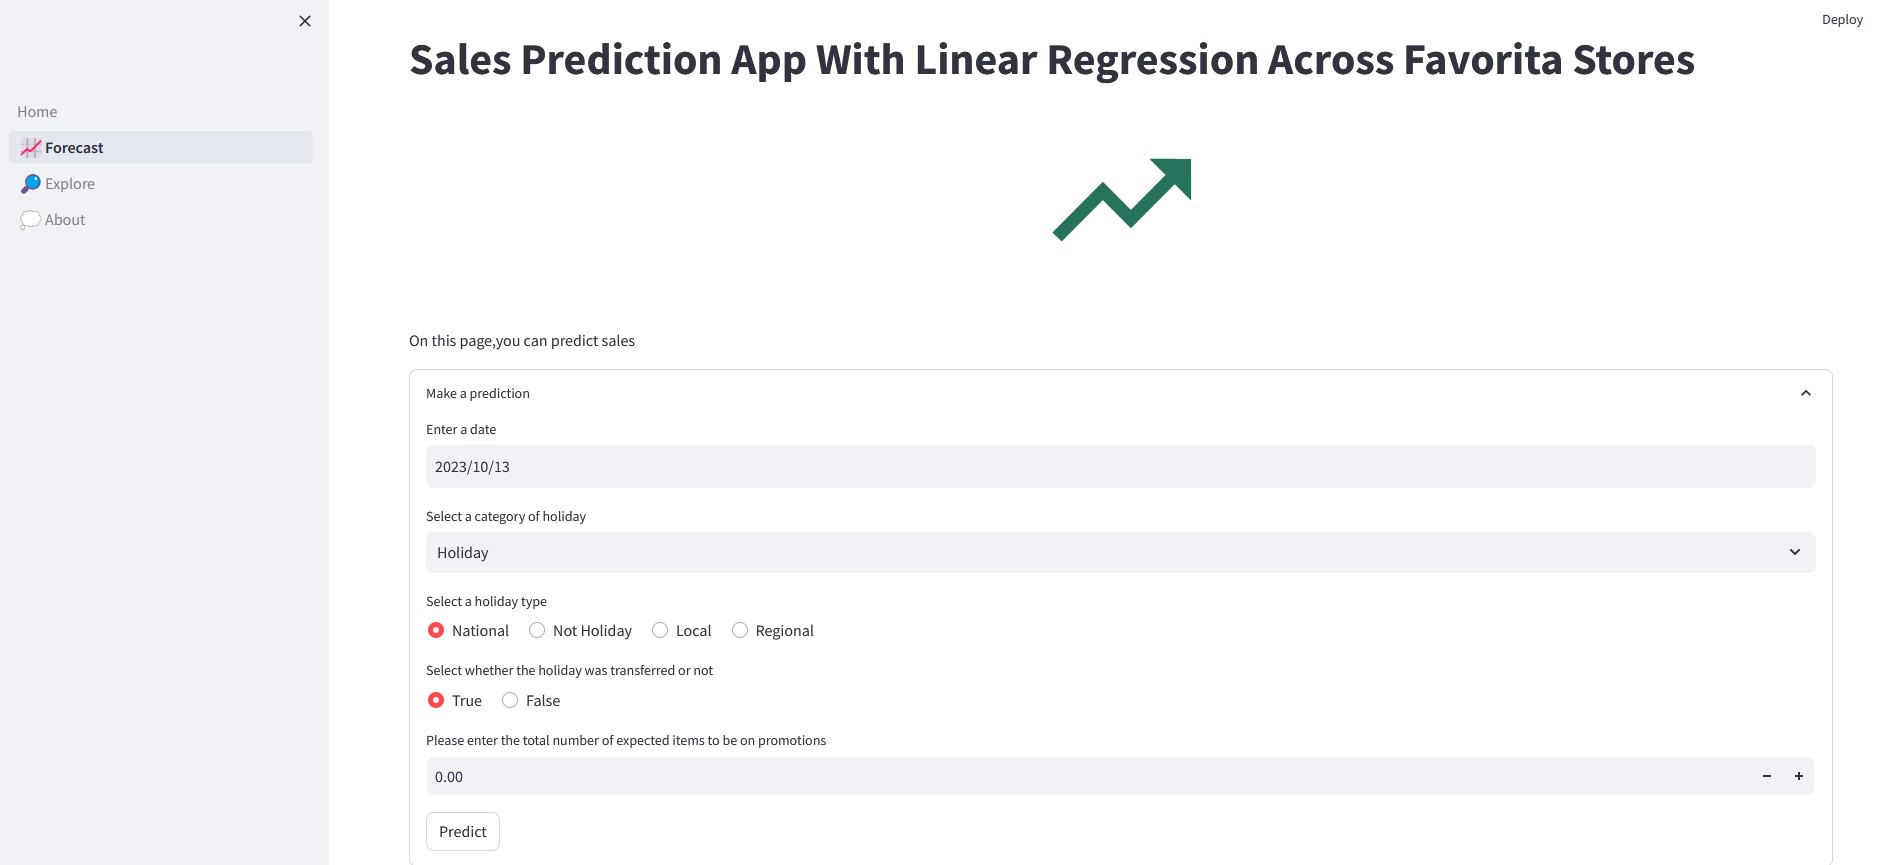 Deploy
Sales Prediction App With Linear Regression Across Favorita Stores
Home
Forecast
Explore
About
On this page,you can predict sales
Make a prediction
Enter a date
2023/10/13
Select a category of holiday
Holiday
Select a holiday type
National Not Holiday Local Regional
Select whether the holiday was transferred or not
True False
Please enter the total number of expected items to be on promotions
0.00
Predict